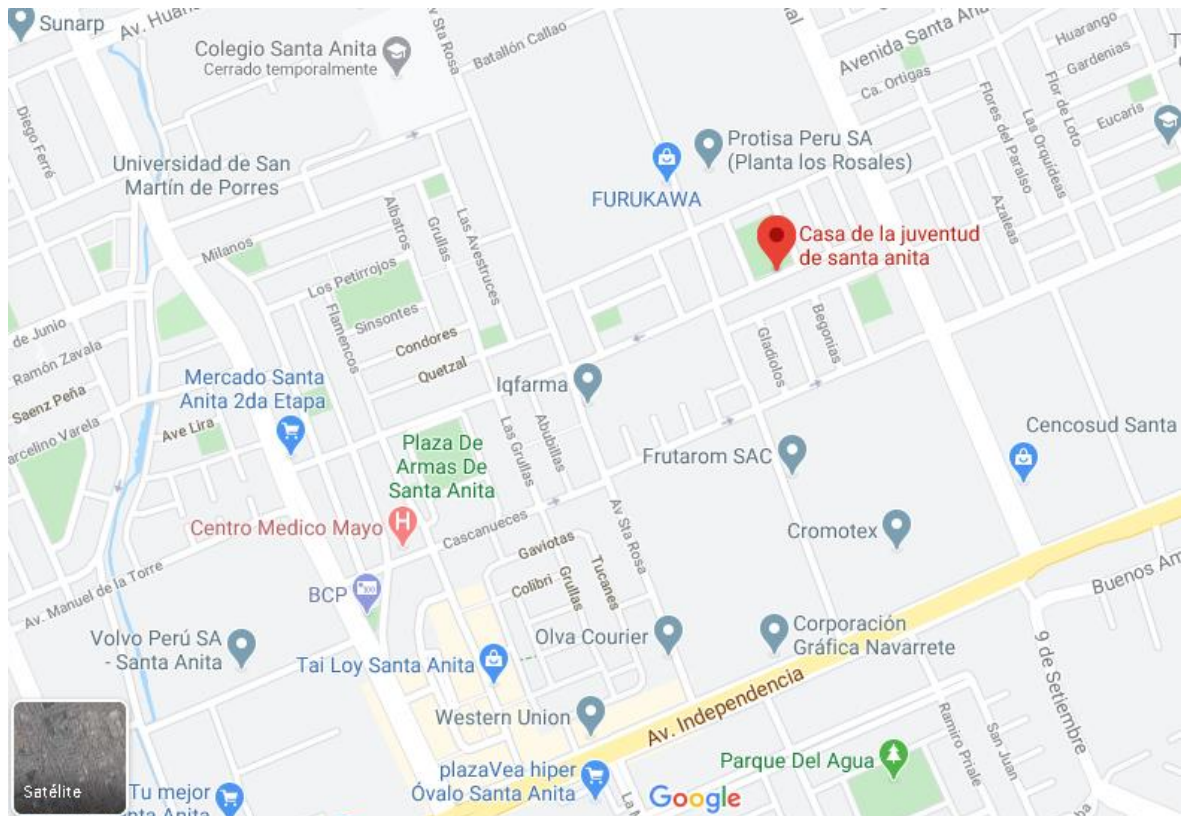 Sunarp
Av. Huan
Colegio Santa Anita
Cerrado temporalmente
Sta Rosa
Batallón Callao
nal
Avenida Santa Ana
Huarango
Gardenias
Ca. Ortigas
Flor de Loto
Eucaris
Flores del Paraíso
Las Orquídeas
Azaleas
Diego Ferré
Universidad de San
Martín de Porres
Protisa Peru SA
(Planta los Rosales)
FURUKAWA
Casa de la juventud
de santa anita
Albatros
Grullas
Las Avestruces
Milanos
Los Petirrojos
Sinsontes
Flamencos
Condores
Quetzal
de Junio
Ramón Zavala
Saenz Peña
arcelino Varela
Ave Lira
Mercado Santa
Anita 2da Etapa
Iqfarma
Gladiolos
Begonias
Plaza De
Armas De
Santa Anita
Las Grullas
Abubillas
Frutarom SAC
Cencosud Santa
Centro Medico Mayo
Cascanueces
Av Sta Rosa
Cromotex
Gaviotas
Colibri
Grullas
Tucanes
Av. Manuel de la Torre
BCP
Buenos Am
Volvo Perú SA
- Santa Anita
Tai Loy Santa Anita
Olva Courier
Corporación
Gráfica Navarrete
9 de Setiembre
Western Union
Av. Independencia
Ramiro Priale
San Juan
Parque Del Agua
plazaVea hiper
Óvalo Santa Anita
Satélite
Tu mejor
nta Anita
La
Google